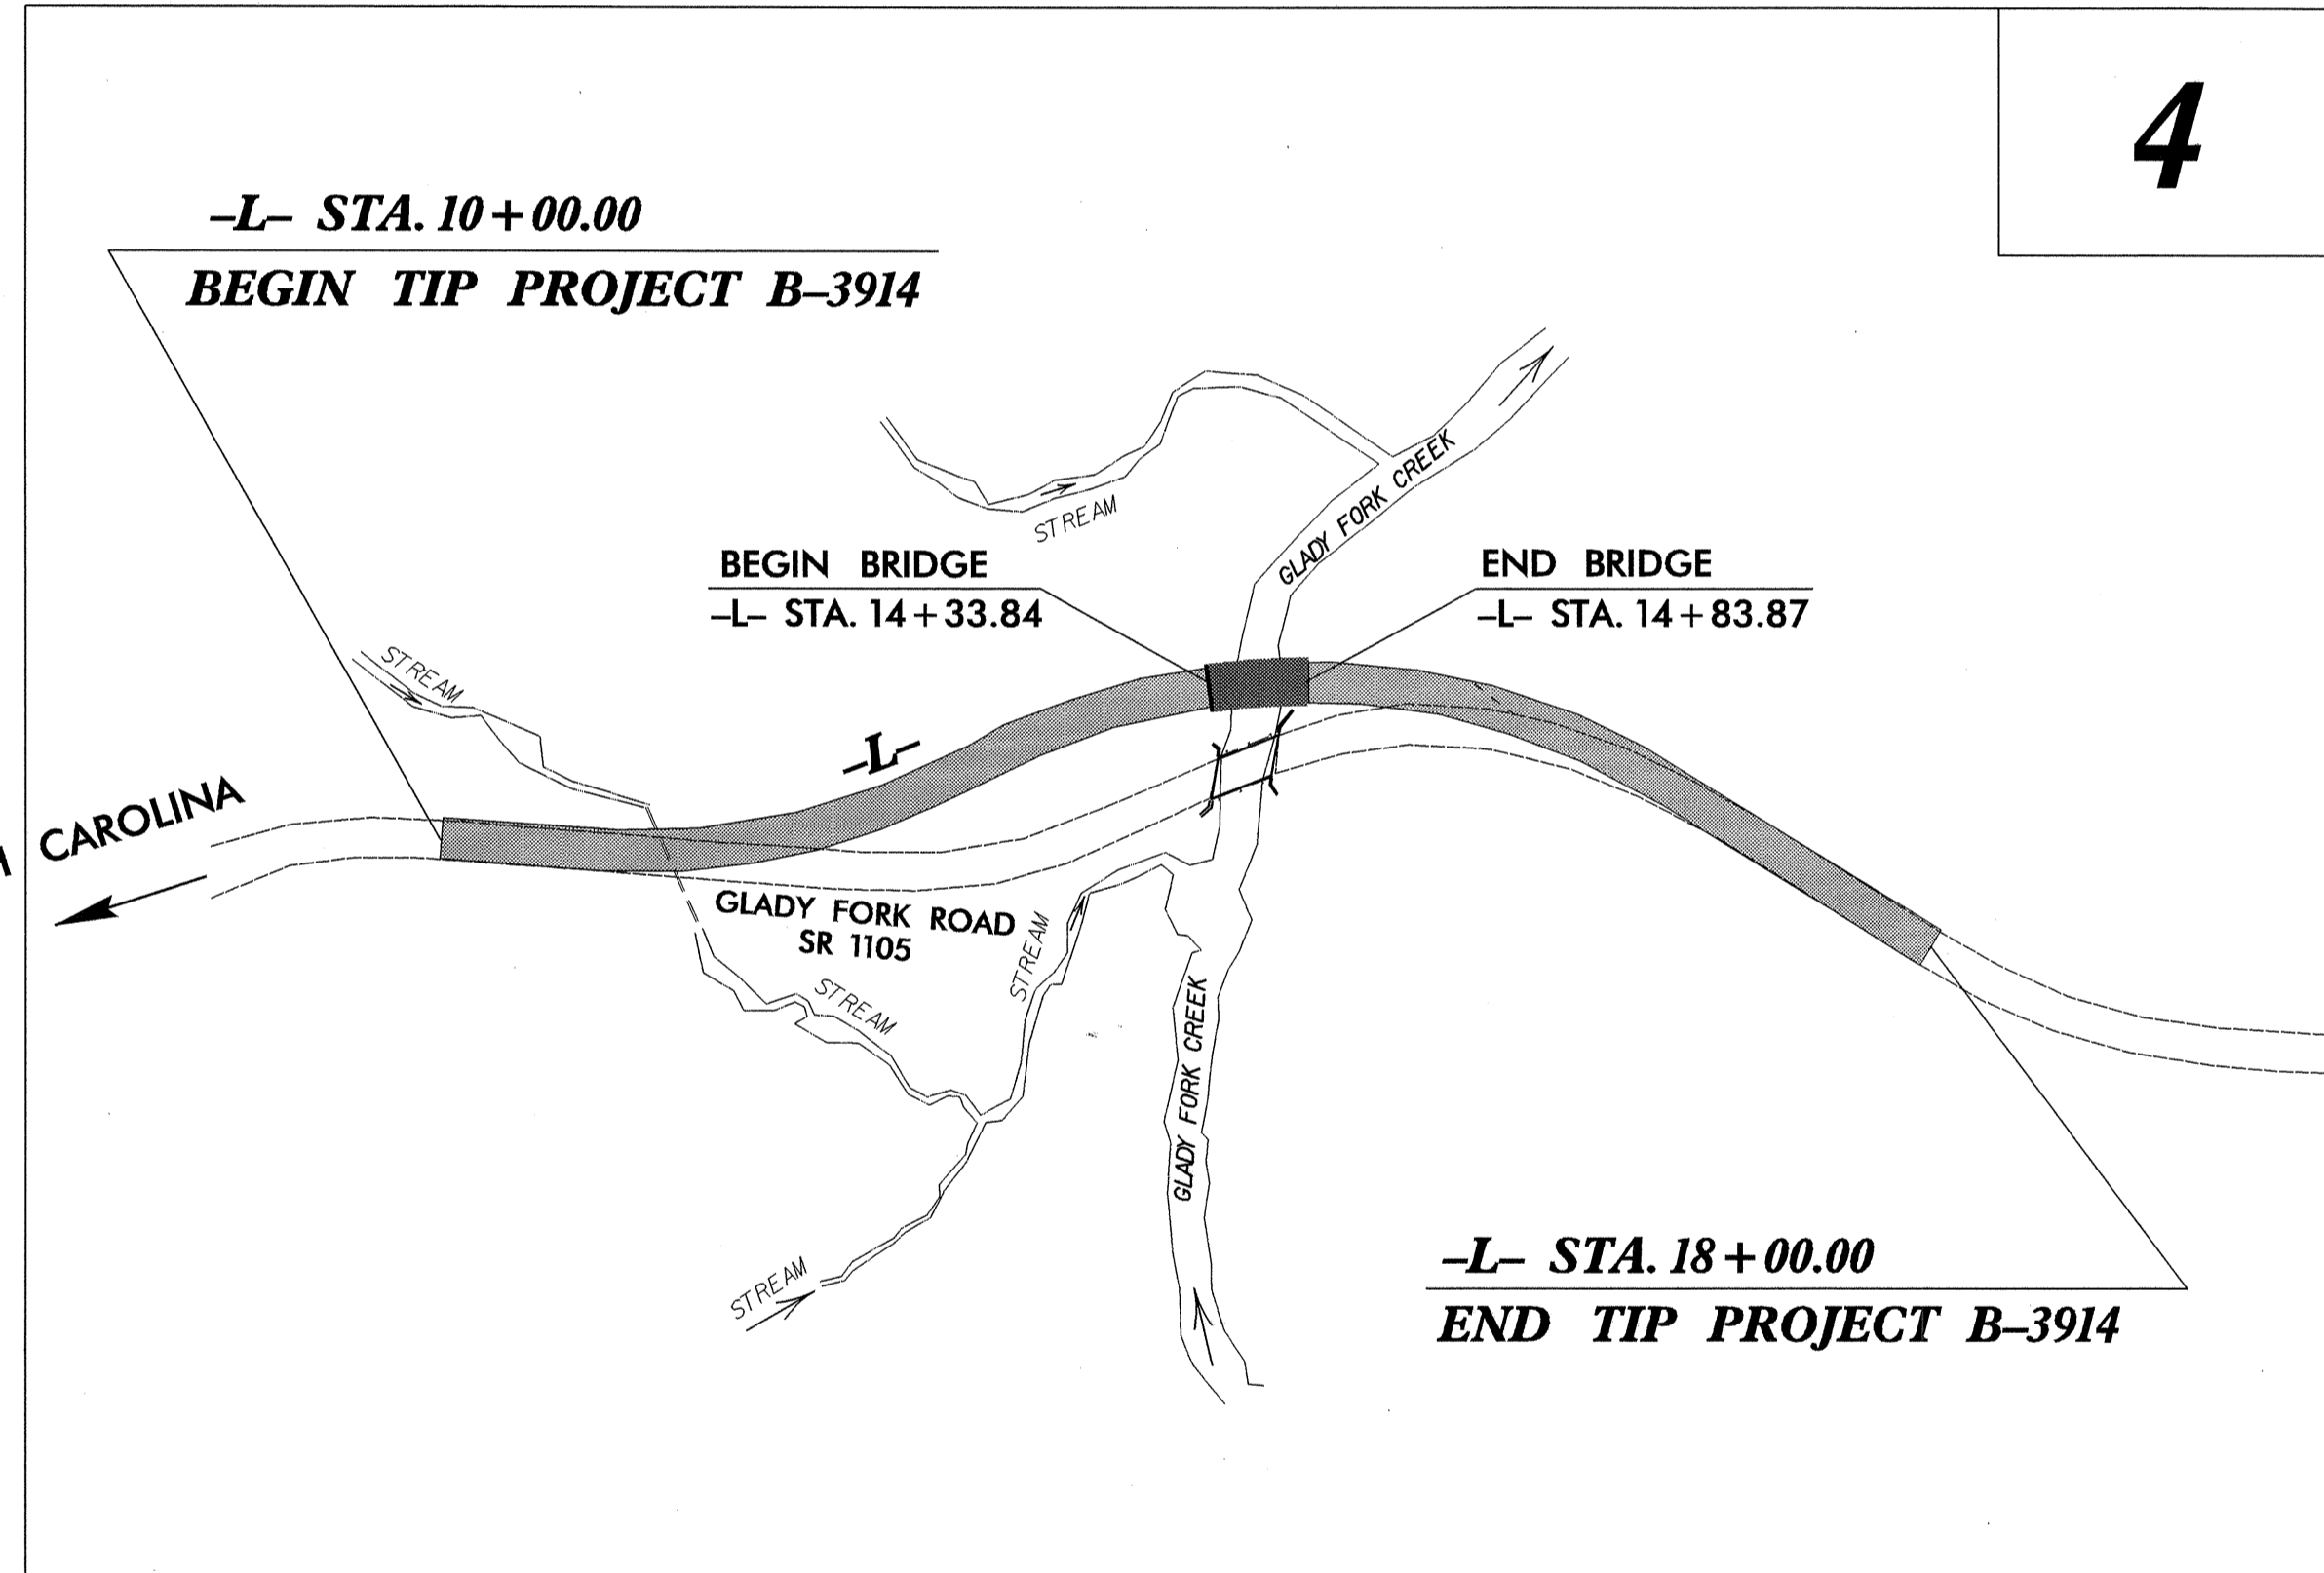 4
–L– STA. 10+00.00
BEGIN TIP PROJECT B–3914
STREAM
GLADY FORK CREEK
BEGIN BRIDGE
–L– STA. 14+33.84
END BRIDGE
–L– STA. 14+83.87
STREAM
–L–
CAROLINA
GLADY FORK ROAD
SR 1105
STREAM
STREAM
GLADY FORK CREEK
STREAM
–L– STA. 18+00.00
END TIP PROJECT B–3914